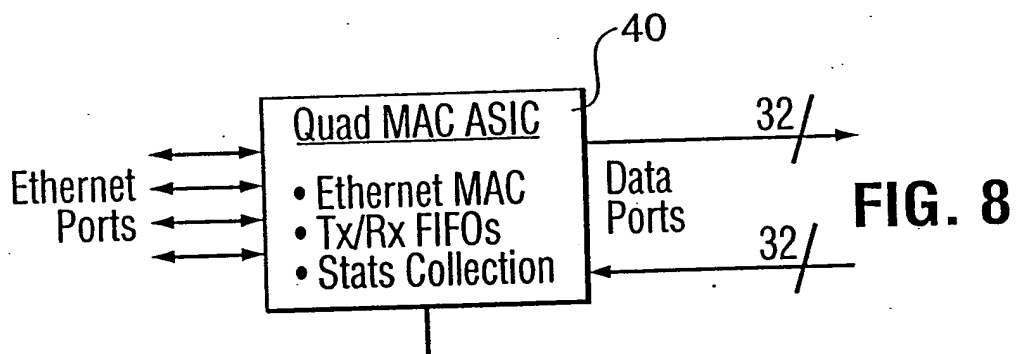 40
Quad MAC ASIC
• Ethernet MAC
• Tx/Rx FIFOs
• Stats Collection
Ethernet
Ports
Data
Ports
32
32
FIG. 8